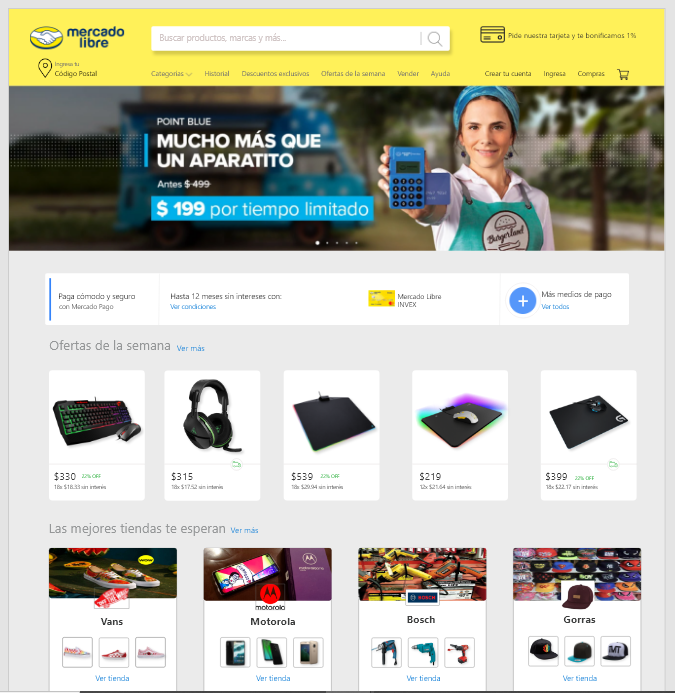 mercado
libre
Buscar productos, marcas y más...
Pide nuestra tarjeta y te bonificamos 1%
Ingresa tu
Código Postal
Categorías Historial Descuentos exclusivos Ofertas de la semana Vender Ayuda
Crear tu cuenta Ingresa Compras
POINT BLUE
MUCHO MÁS QUE
UN APARATITO
Antes $ 499
$ 199 por tiempo limitado
Burgerfood
Paga cómodo y seguro
con Mercado Pago
Hasta 12 meses sin intereses con:
Ver condiciones
Mercado Libre
INVEX
Más medios de pago
Ver todos
Ofertas de la semana Ver más
$330 22% OFF
18x $18.33 sin interés
$315
18x $17.52 sin interés
$539 22% OFF
18x $29.94 sin interés
$219
12x $21.64 sin interés
$399 22% OFF
18x $22.17 sin interés
Las mejores tiendas te esperan Ver más
motorola
BOSCH
Vans
Motorola
Bosch
Gorras
Ver tienda
Ver tienda
Ver tienda
Ver tienda